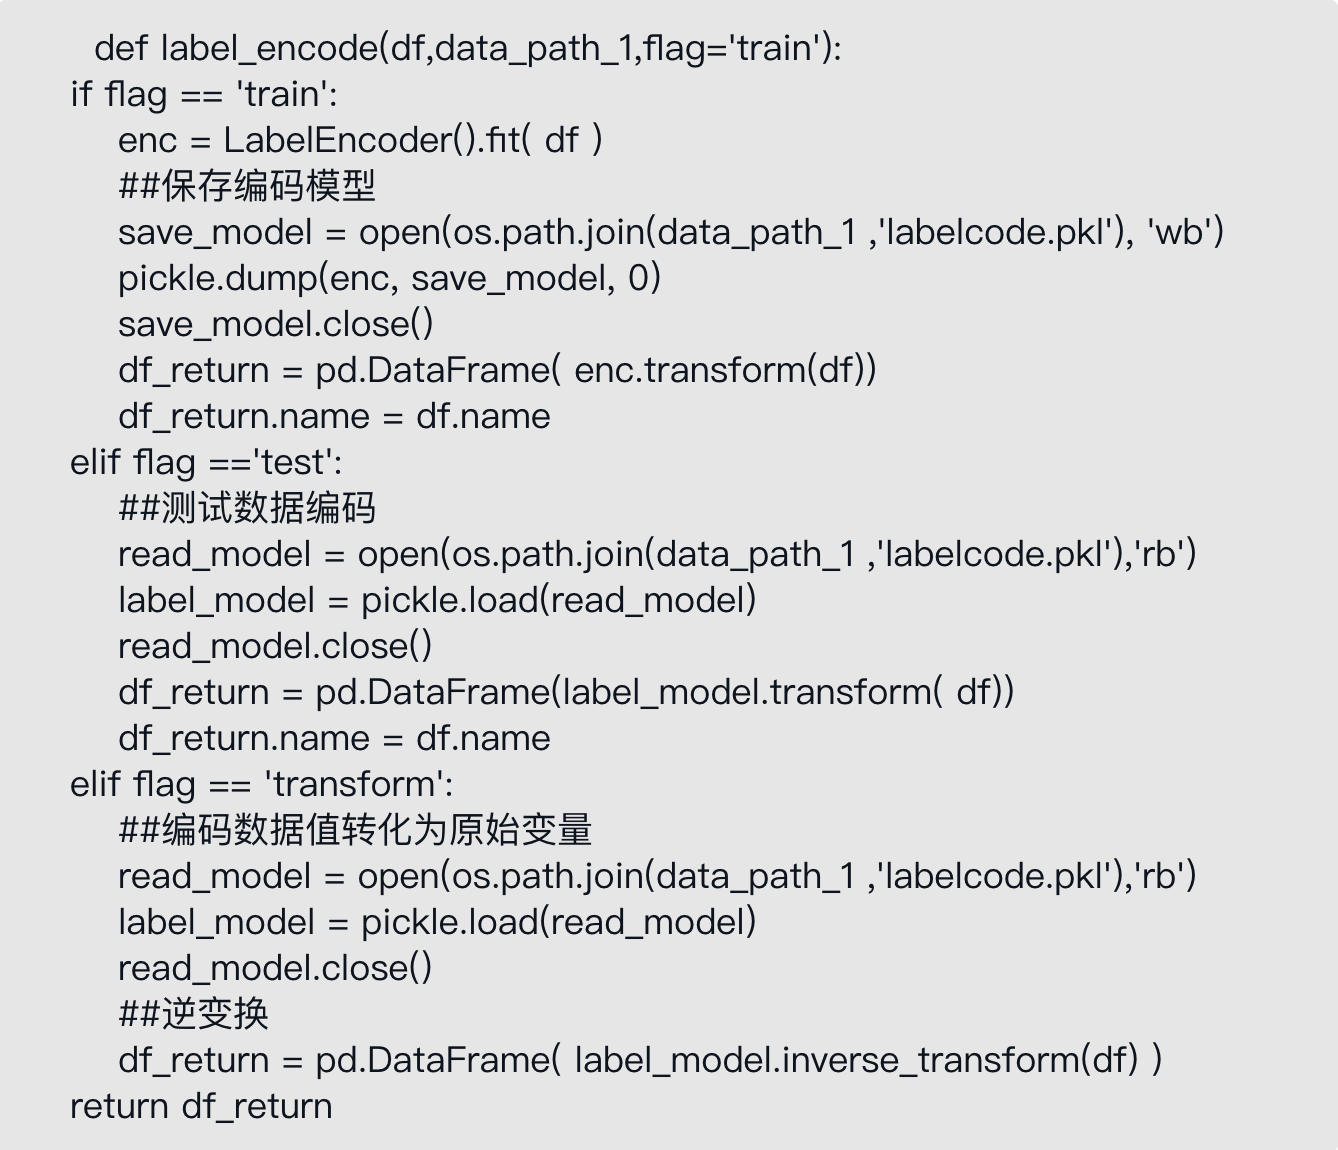 def label_encode(df,data_path_1,flag='train'):
if flag == 'train':
enc = LabelEncoder().fit( df )
##保存编码模型
save_model = open(os.path.join(data_path_1 ,'labelcode.pkl'), 'wb')
pickle.dump(enc, save_model, 0)
save_model.close()
df_return = pd.DataFrame( enc.transform(df))
df_return.name = df.name
elif flag =='test':
##测试数据编码
read_model = open(os.path.join(data_path_1 ,'labelcode.pkl'),'rb')
label_model = pickle.load(read_model)
read_model.close()
df_return = pd.DataFrame(label_model.transform( df))
df_return.name = df.name
elif flag == 'transform':
##编码数据值转化为原始变量
read_model = open(os.path.join(data_path_1 ,'labelcode.pkl'),'rb')
label_model = pickle.load(read_model)
read_model.close()
##逆变换
df_return = pd.DataFrame( label_model.inverse_transform(df) )
return df_return